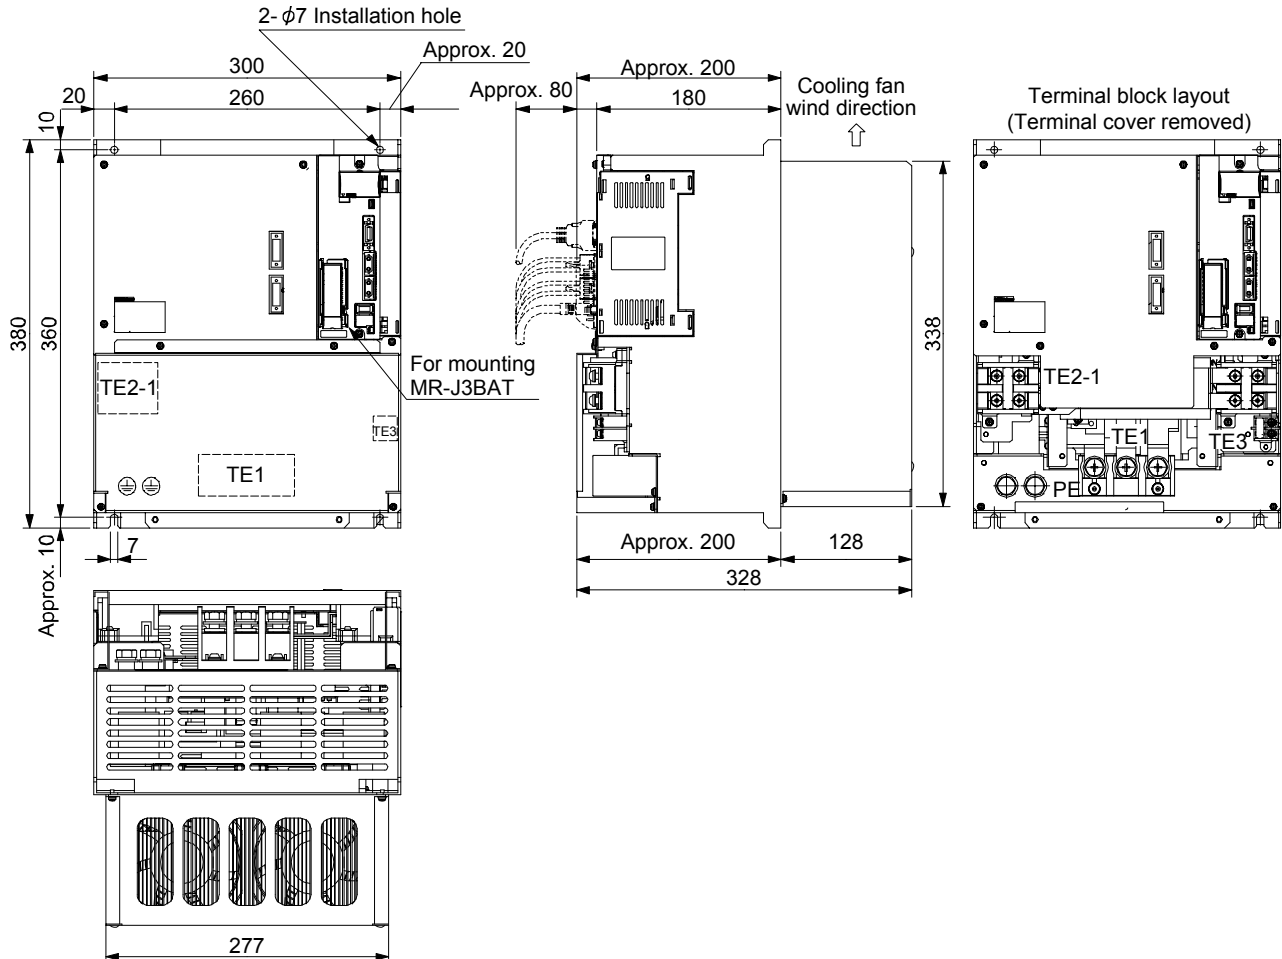 2-ϕ7 Installation hole
Approx. 20
300
20
260
10
380
360
TE2-1
TE3
TE1
For mounting
MR-J3BAT
7
Approx. 10
Approx. 200
Approx. 80
180
Cooling fan
wind direction
338
Approx. 200
128
328
Terminal block layout
(Terminal cover removed)
TE2-1
TE1
TE3
PE
277